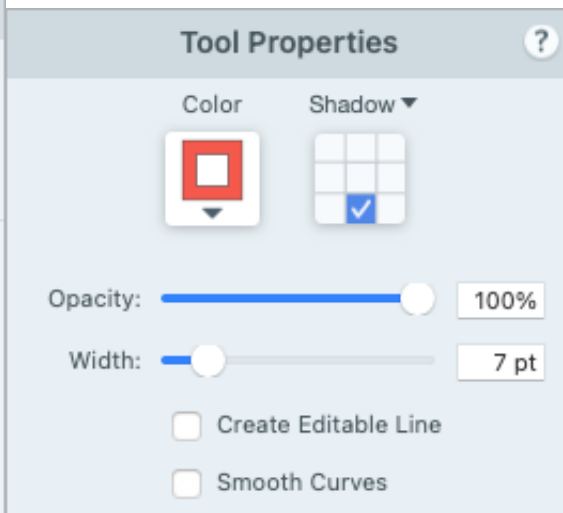 Tool Properties
?
Color
Shadow
Opacity:
100%
Width:
7 pt
Create Editable Line
Smooth Curves